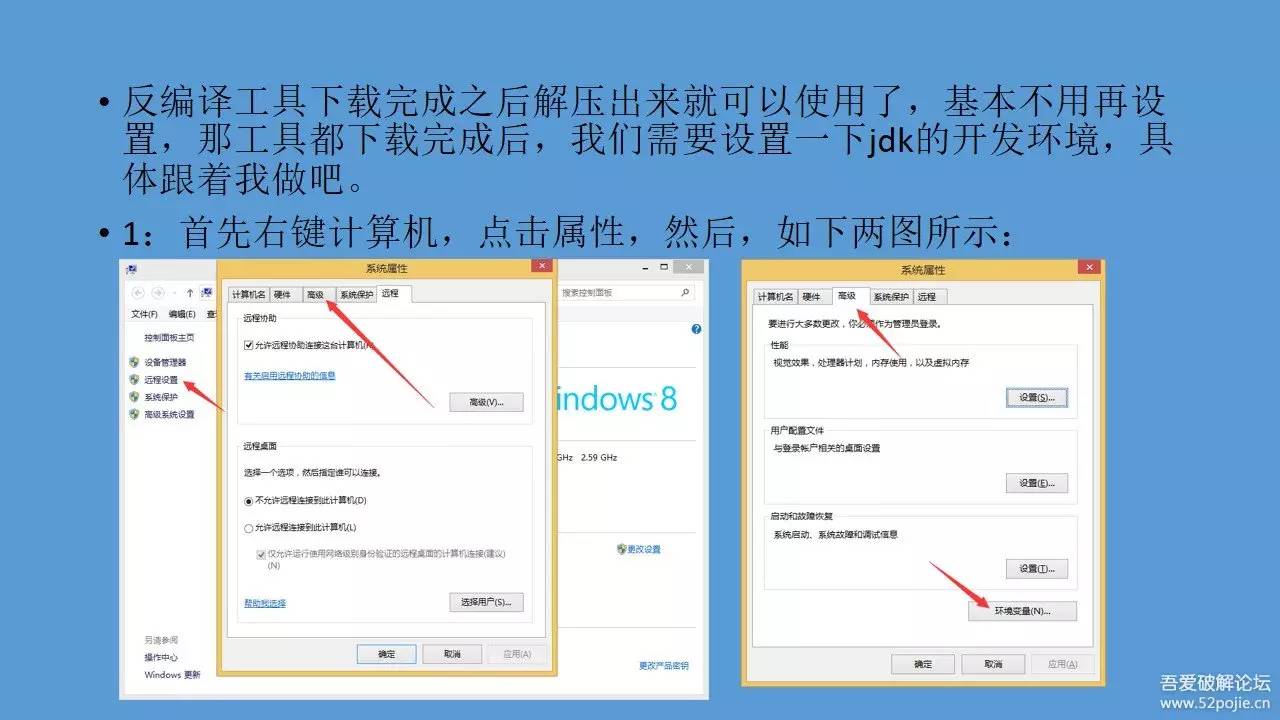 • 反编译工具下载完成之后解压出来就可以使用了，基本不用再设
置，那工具都下载完成后，我们需要设置一下jdk的开发环境，具
体跟着我做吧。
• 1：首先右键计算机，点击属性，然后，如下两图所示：
系统属性
搜索控制面板
文件(F) 编辑(E) 查
控制面板主页
设备管理器
远程设置
系统保护
高级系统设置
另请参阅
操作中心
Windows 更新
计算机名 硬件 高级 系统保护 远程
远程协助
允许远程协助连接这台计算机(R
有关启用远程协助的信息
高级(V)...
远程桌面
选择一个选项，然后指定谁可以连接。
不允许远程连接到此计算机(D)
允许远程连接到此计算机(L)
仅允许运行使用网络级别身份验证的远程桌面的计算机连接(建议)
(N)
帮助我选择
选择用户(S)...
确定 取消 应用(A)
indows 8
GHz 2.59 GHz
更改设置
更改产品密钥
系统属性
计算机名 硬件 高级 系统保护 远程
要进行大多数更改，你必须作为管理员登录。
性能
视觉效果，处理器计划，内存使用，以及虚拟内存
设置(S)...
用户配置文件
与登录帐户相关的桌面设置
设置(E)...
启动和故障恢复
系统启动、系统故障和调试信息
设置(T)...
环境变量(N)...
确定 取消 应用(A)
吾爱破解论坛
www.52pojie.cn